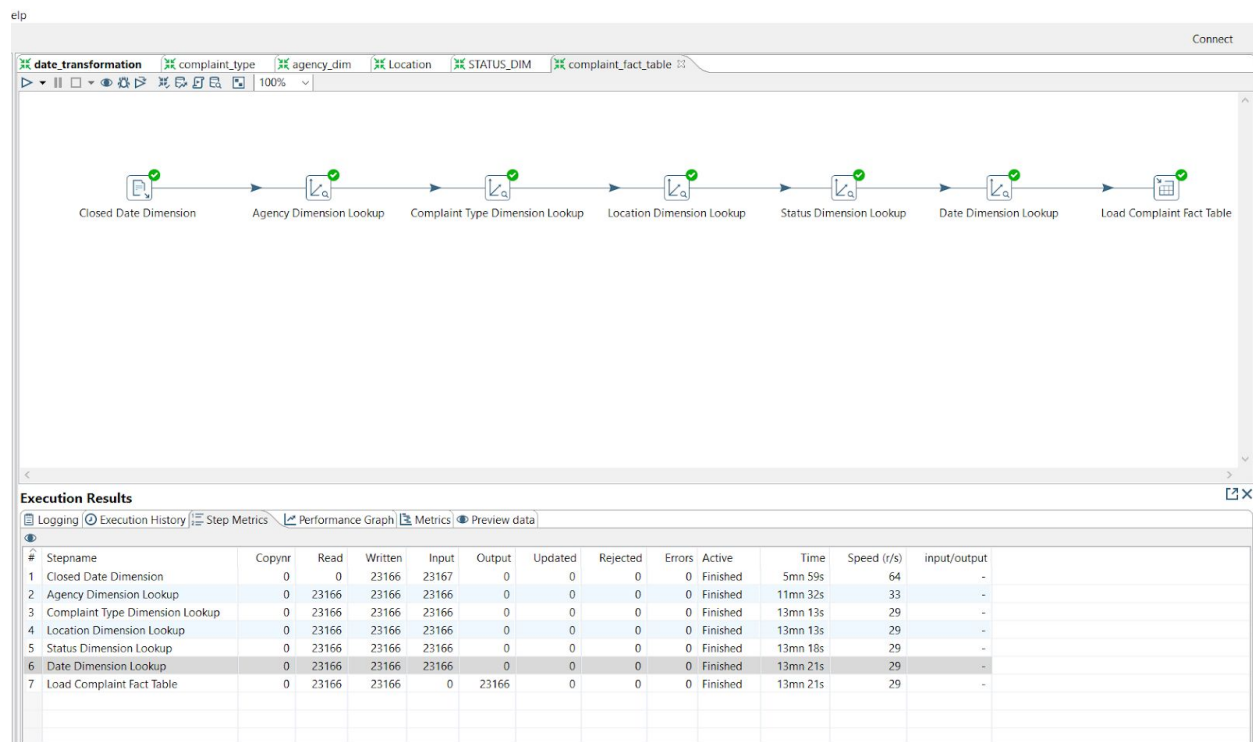 elp
Connect
date_transformation complaint_type agency_dim Location STATUS_DIM complaint_fact_table
100%
Closed Date Dimension Agency Dimension Lookup Complaint Type Dimension Lookup Location Dimension Lookup Status Dimension Lookup Date Dimension Lookup Load Complaint Fact Table
Execution Results
Logging Execution History Step Metrics Performance Graph Metrics Preview data
# Stepname Copynr Read Written Input Output Updated Rejected Errors Active Time Speed (r/s) input/output
1 Closed Date Dimension 0 0 23166 23167 0 0 0 0 Finished 5mn 59s 64 -
2 Agency Dimension Lookup 0 23166 23166 23166 0 0 0 0 Finished 11mn 32s 33 -
3 Complaint Type Dimension Lookup 0 23166 23166 23166 0 0 0 0 Finished 13mn 13s 29 -
4 Location Dimension Lookup 0 23166 23166 23166 0 0 0 0 Finished 13mn 13s 29 -
5 Status Dimension Lookup 0 23166 23166 23166 0 0 0 0 Finished 13mn 18s 29 -
6 Date Dimension Lookup 0 23166 23166 23166 0 0 0 0 Finished 13mn 21s 29 -
7 Load Complaint Fact Table 0 23166 23166 0 23166 0 0 0 Finished 13mn 21s 29 -